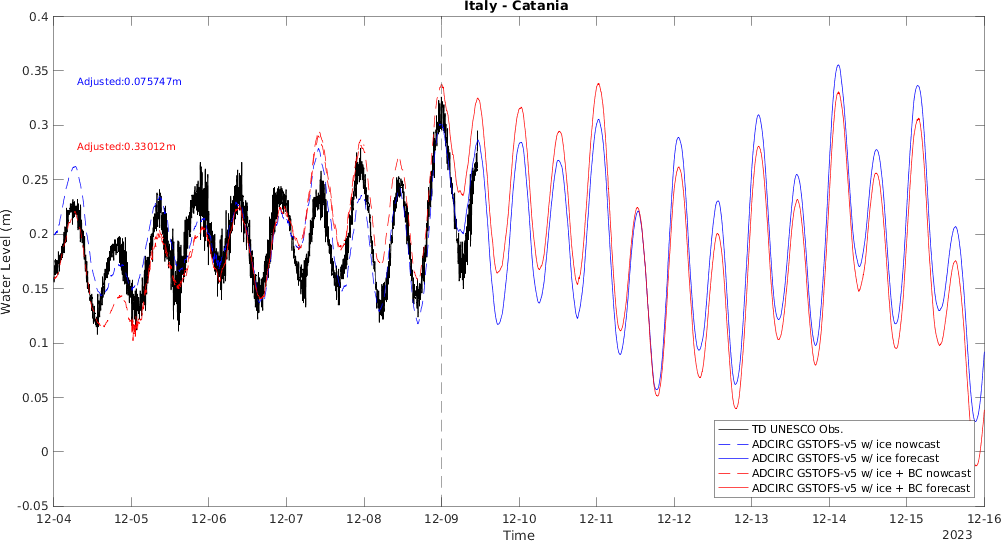 Italy - Catania
0.4
0.35
0.3
0.25
0.2
0.15
0.1
0.05
0
-0.05
Water Level (m)
Adjusted:0.075747m
Adjusted:0.33012m
TD UNESCO Obs.
ADCIRC GSTOFS-v5 w/ ice nowcast
ADCIRC GSTOFS-v5 w/ ice forecast
ADCIRC GSTOFS-v5 w/ ice + BC nowcast
ADCIRC GSTOFS-v5 w/ ice + BC forecast
12-04 12-05 12-06 12-07 12-08 12-09 12-10 12-11 12-12 12-13 12-14 12-15 12-16
Time
2023